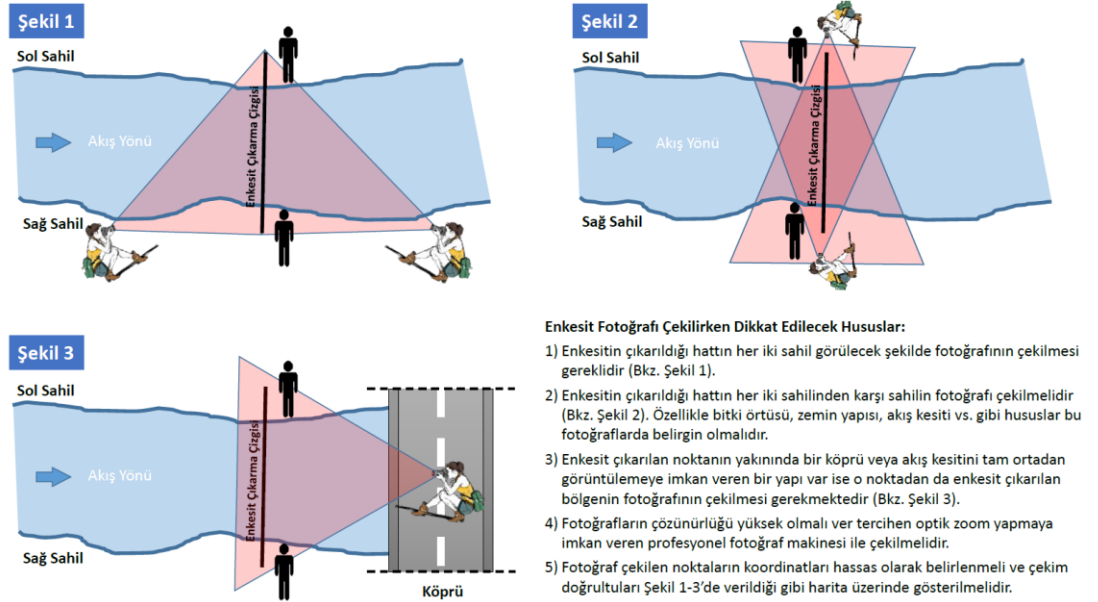 Şekil 1
Sol Sahil
Enkesit Çıkarma Çizgisi
Akış Yönü
Sağ Sahil
Şekil 2
Sol Sahil
Enkesit Çıkarma Çizgisi
Akış Yönü
Sağ Sahil
Şekil 3
Sol Sahil
Enkesit Çıkarma Çizgisi
Akış Yönü
Sağ Sahil
Köprü
Enkesit Fotoğrafı Çekilirken Dikkat Edilecek Hususlar:
1) Enkesitin çıkarıldığı hattın her iki sahil görülecek şekilde fotoğrafının çekilmesi
gereklidir (Bkz. Şekil 1).
2) Enkesitin çıkarıldığı hattın her iki sahilinden karşı sahilin fotoğrafı çekilmelidir
(Bkz. Şekil 2). Özellikle bitki örtüsü, zemin yapısı, akış kesiti vs. gibi hususlar bu
fotoğraflarda belirgin olmalıdır.
3) Enkesit çıkarılan noktanın yakınında bir köprü veya akış kesitini tam ortadan
görüntülemeye imkan veren bir yapı var ise o noktadan da enkesit çıkarılan
bölgenin fotoğrafının çekilmesi gerekmektedir (Bkz. Şekil 3).
4) Fotoğrafların çözünürlüğü yüksek olmalı ver tercihen optik zoom yapmaya
imkan veren profesyonel fotoğraf makinesi ile çekilmelidir.
5) Fotoğraf çekilen noktaların koordinatları hassas olarak belirlenmeli ve çekim
doğrultuları Şekil 1-3'de verildiği gibi harita üzerinde gösterilmelidir.